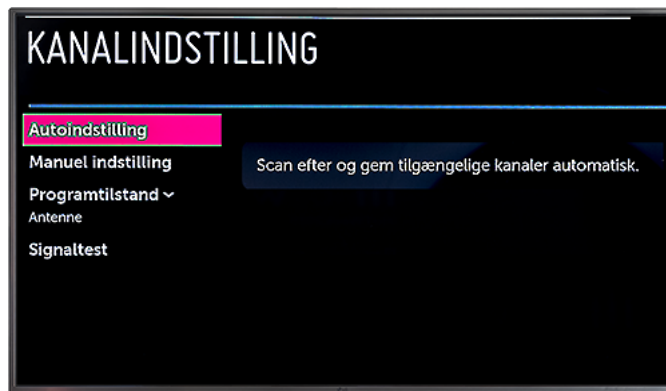 KANALINDSTILLING
Autoindstilling
Manuel indstilling
Scan efter og gem tilgængelige kanaler automatisk.
Programtilstand
Antenne
Signaltest